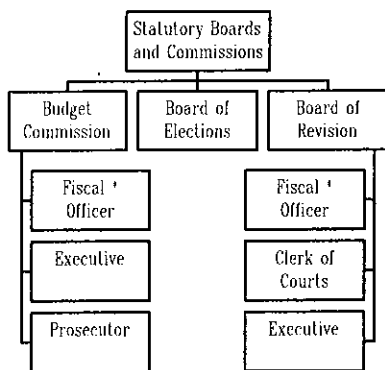 Statutory Boards
and Commissions
Budget
Commission
Board of
Elections
Board of
Revision
Fiscal *
Officer
Executive
Prosecutor
Fiscal *
Officer
Clerk of
Courts
Executive